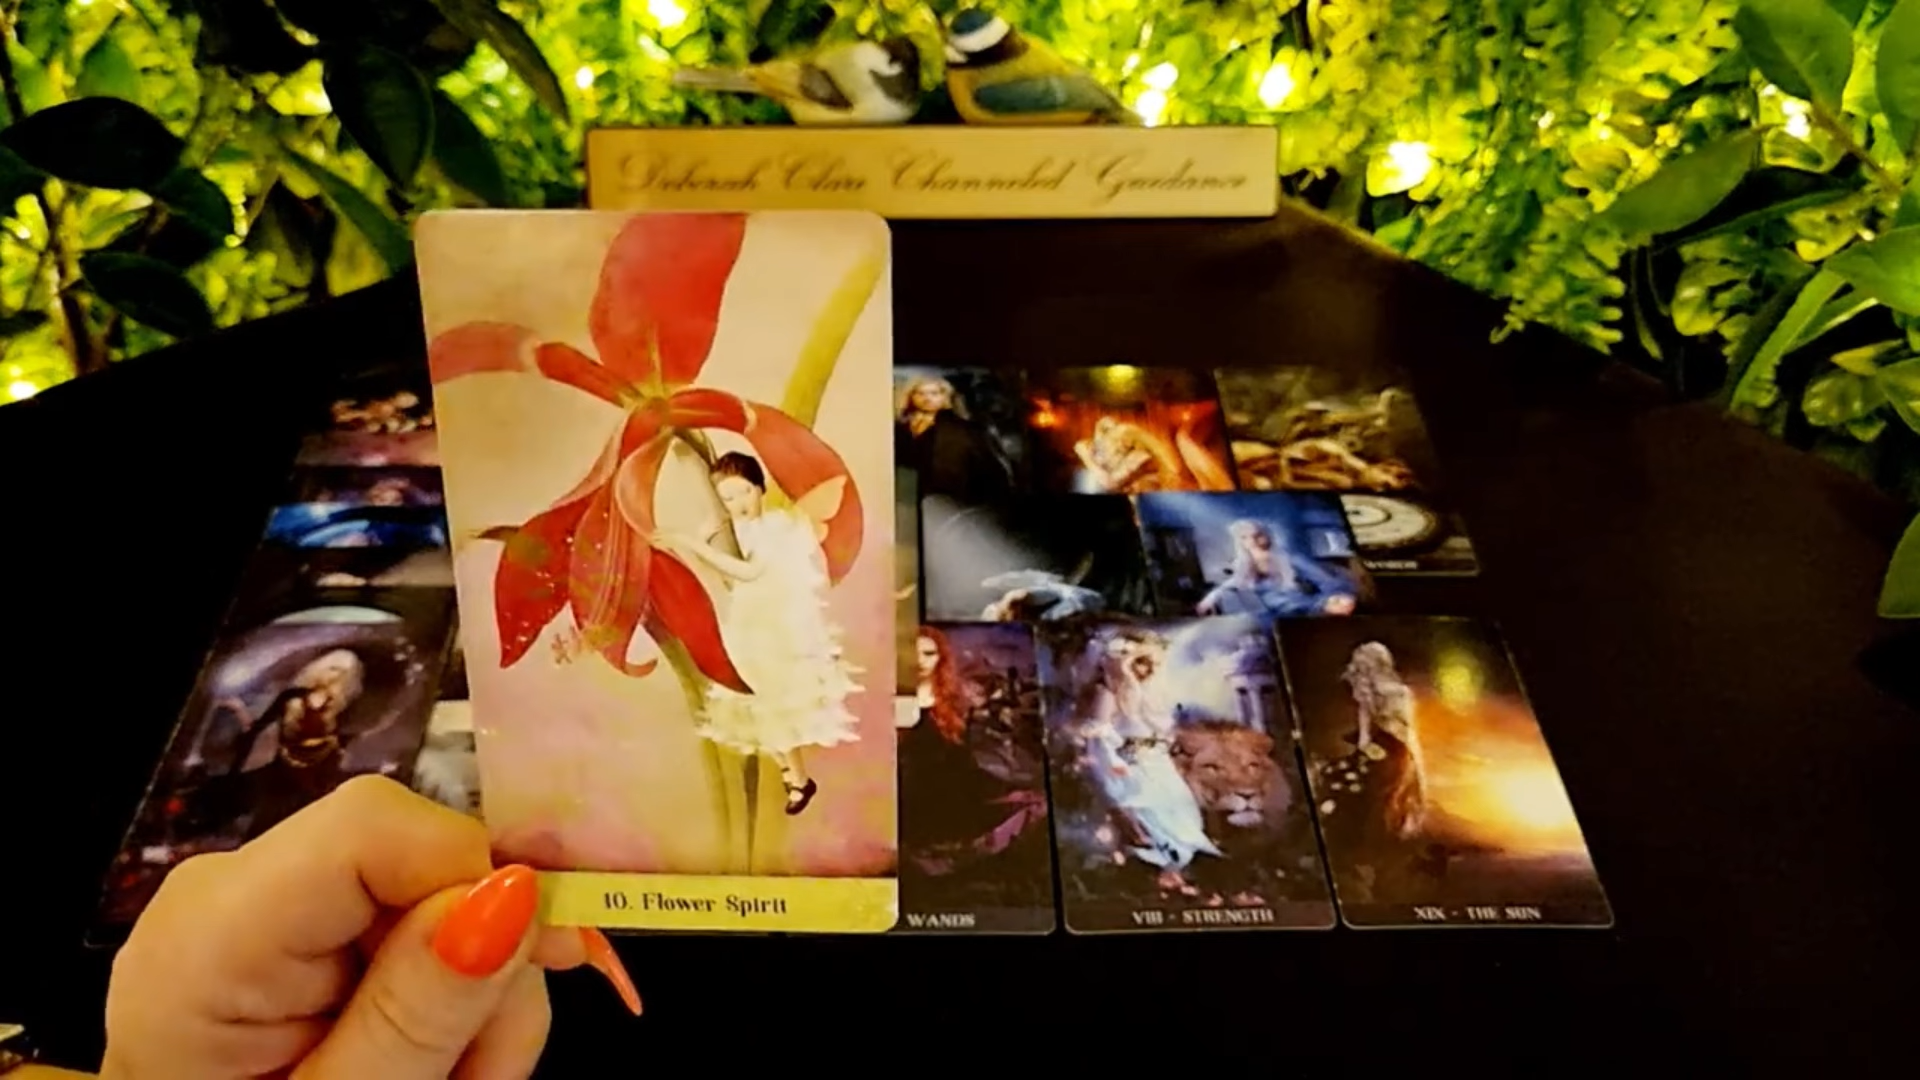 Deborah Clare Channeled Guidance
10. Flower Spirit
WANDS
VIII - STRENGTH
XIX - THE SUN